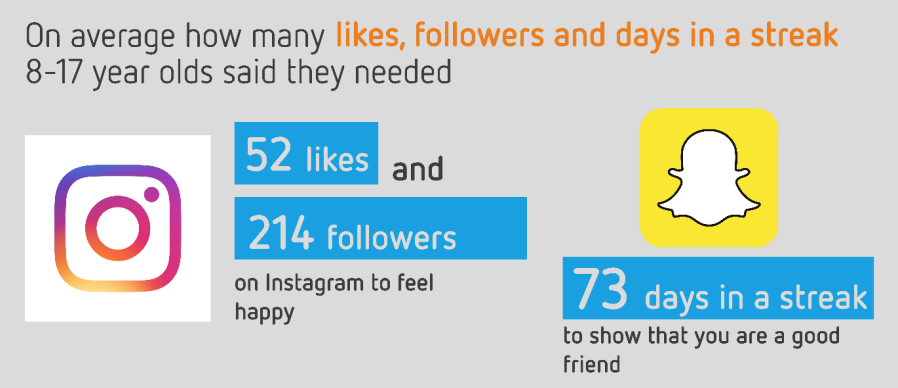 On average how many likes, followers and days in a streak
8-17 year olds said they needed
52 likes
and
214 followers
on Instagram to feel
happy
73 days in a streak
to show that you are a good
friend